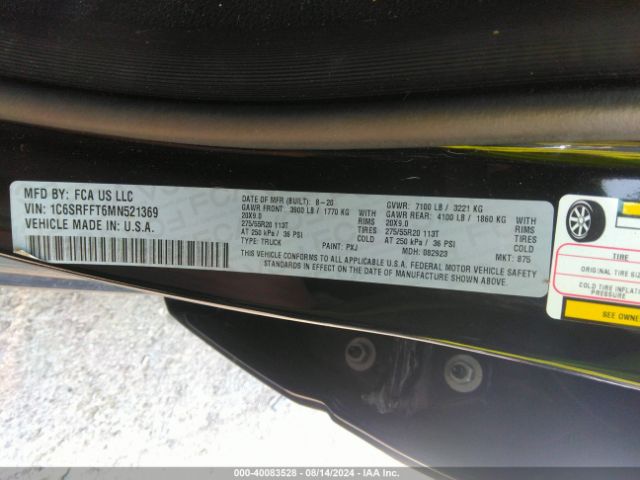 MFD BY: FCA US LLC
VIN: 1C6SRFFT6MN521369
VEHICLE MADE IN: U.S.A.
DATE OF MFR (BUILT): 8-20
GAWR FRONT: 3900 LB / 1770 KG
20X9.0
275/55R20 113T
AT 250 kPa / 36 PSI
TYPE: TRUCK
PAINT: PXJ
WITH
RIMS
TIRES
COLD
GVWR: 7100 LB / 3221 KG
GAWR REAR: 4100 LB / 1860 KG
20X9.0
275/55R20 113T
AT 250 kPa / 36 PSI
MDH: 082923
WITH
RIMS
TIRES
COLD
MKT: 875
THIS VEHICLE CONFORMS TO ALL APPLICABLE U.S.A. FEDERAL MOTOR VEHICLE SAFETY
STANDARDS IN EFFECT ON THE DATE OF MANUFACTURE SHOWN ABOVE.
TIRE
ORIGINAL TIRE SIZE
COLD TIRE INFLAT
PRESSURE
SEE OWNE
000-40083528 - 08/14/2024 - IAA Inc.